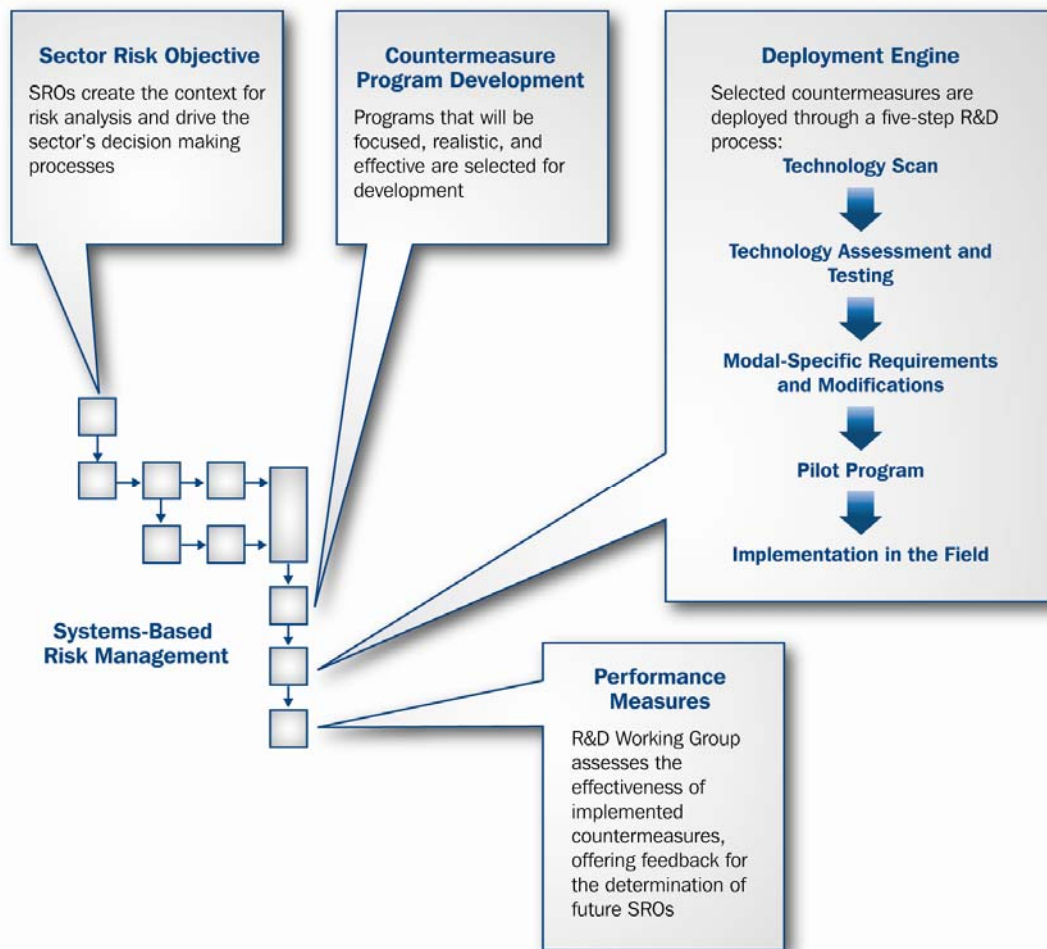 Sector Risk Objective
SROs create the context for
risk analysis and drive the
sector's decision making
processes
Countermeasure
Program Development
Programs that will be
focused, realistic, and
effective are selected for
development
Deployment Engine
Selected countermeasures are
deployed through a five-step R&D
process:
Technology Scan
Technology Assessment and
Testing
Modal-Specific Requirements
and Modifications
Pilot Program
Implementation in the Field
Systems-Based
Risk Management
Performance
Measures
R&D Working Group
assesses the
effectiveness of
implemented
countermeasures,
offering feedback for
the determination of
future SROs